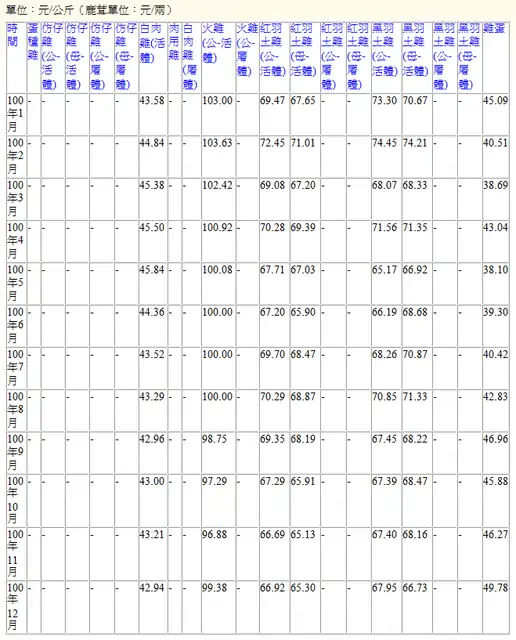 單位：元/公斤（鹿茸單位：元/兩）
時間 蛋種雞 仿仔雞(公-活體) 仿仔雞(母-活體) 仿仔雞(公-屠體) 仿仔雞(母-屠體) 白肉雞(活體) 肉用雞 白肉雞(屠體) 火雞(公-活體) 火雞(公-屠體) 紅羽土雞(公-活體) 紅羽土雞(母-活體) 紅羽土雞(公-屠體) 紅羽土雞(母-屠體) 黑羽土雞(公-活體) 黑羽土雞(母-活體) 黑羽土雞(公-屠體) 黑羽土雞(母-屠體) 雞蛋
100年1月 - - - - - 43.58 - - 103.00 - 69.47 67.65 - - 73.30 70.67 - - 45.09
100年2月 - - - - - 44.84 - - 103.63 - 72.45 71.01 - - 74.45 74.21 - - 40.51
100年3月 - - - - - 45.38 - - 102.42 - 69.08 67.20 - - 68.07 68.33 - - 38.69
100年4月 - - - - - 45.50 - - 100.92 - 70.28 69.39 - - 71.56 71.35 - - 43.04
100年5月 - - - - - 45.84 - - 100.08 - 67.71 67.03 - - 65.17 66.92 - - 38.10
100年6月 - - - - - 44.36 - - 100.00 - 67.20 65.90 - - 66.19 68.68 - - 39.30
100年7月 - - - - - 43.52 - - 100.00 - 69.70 68.47 - - 68.26 70.87 - - 40.42
100年8月 - - - - - 43.29 - - 100.00 - 70.29 68.87 - - 70.85 71.33 - - 42.83
100年9月 - - - - - 42.96 - - 98.75 - 69.35 68.19 - - 67.45 68.22 - - 46.96
100年10月 - - - - - 43.00 - - 97.29 - 67.29 65.91 - - 67.39 68.47 - - 45.88
100年11月 - - - - - 43.21 - - 96.88 - 66.69 65.13 - - 67.40 68.16 - - 46.27
100年12月 - - - - - 42.94 - - 99.38 - 66.92 65.30 - - 67.95 66.73 - - 49.78